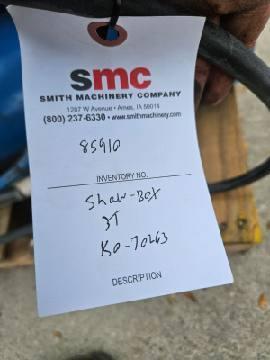 smc
SMITH MACHINERY COMPANY
1267 W Avenue • Ames, IA 50010
(800) 237-6330 • www.smithmachinery.com
85910
INVENTORY NO.
Shaw-Box
3T
KO-70263
DESCRIPTION